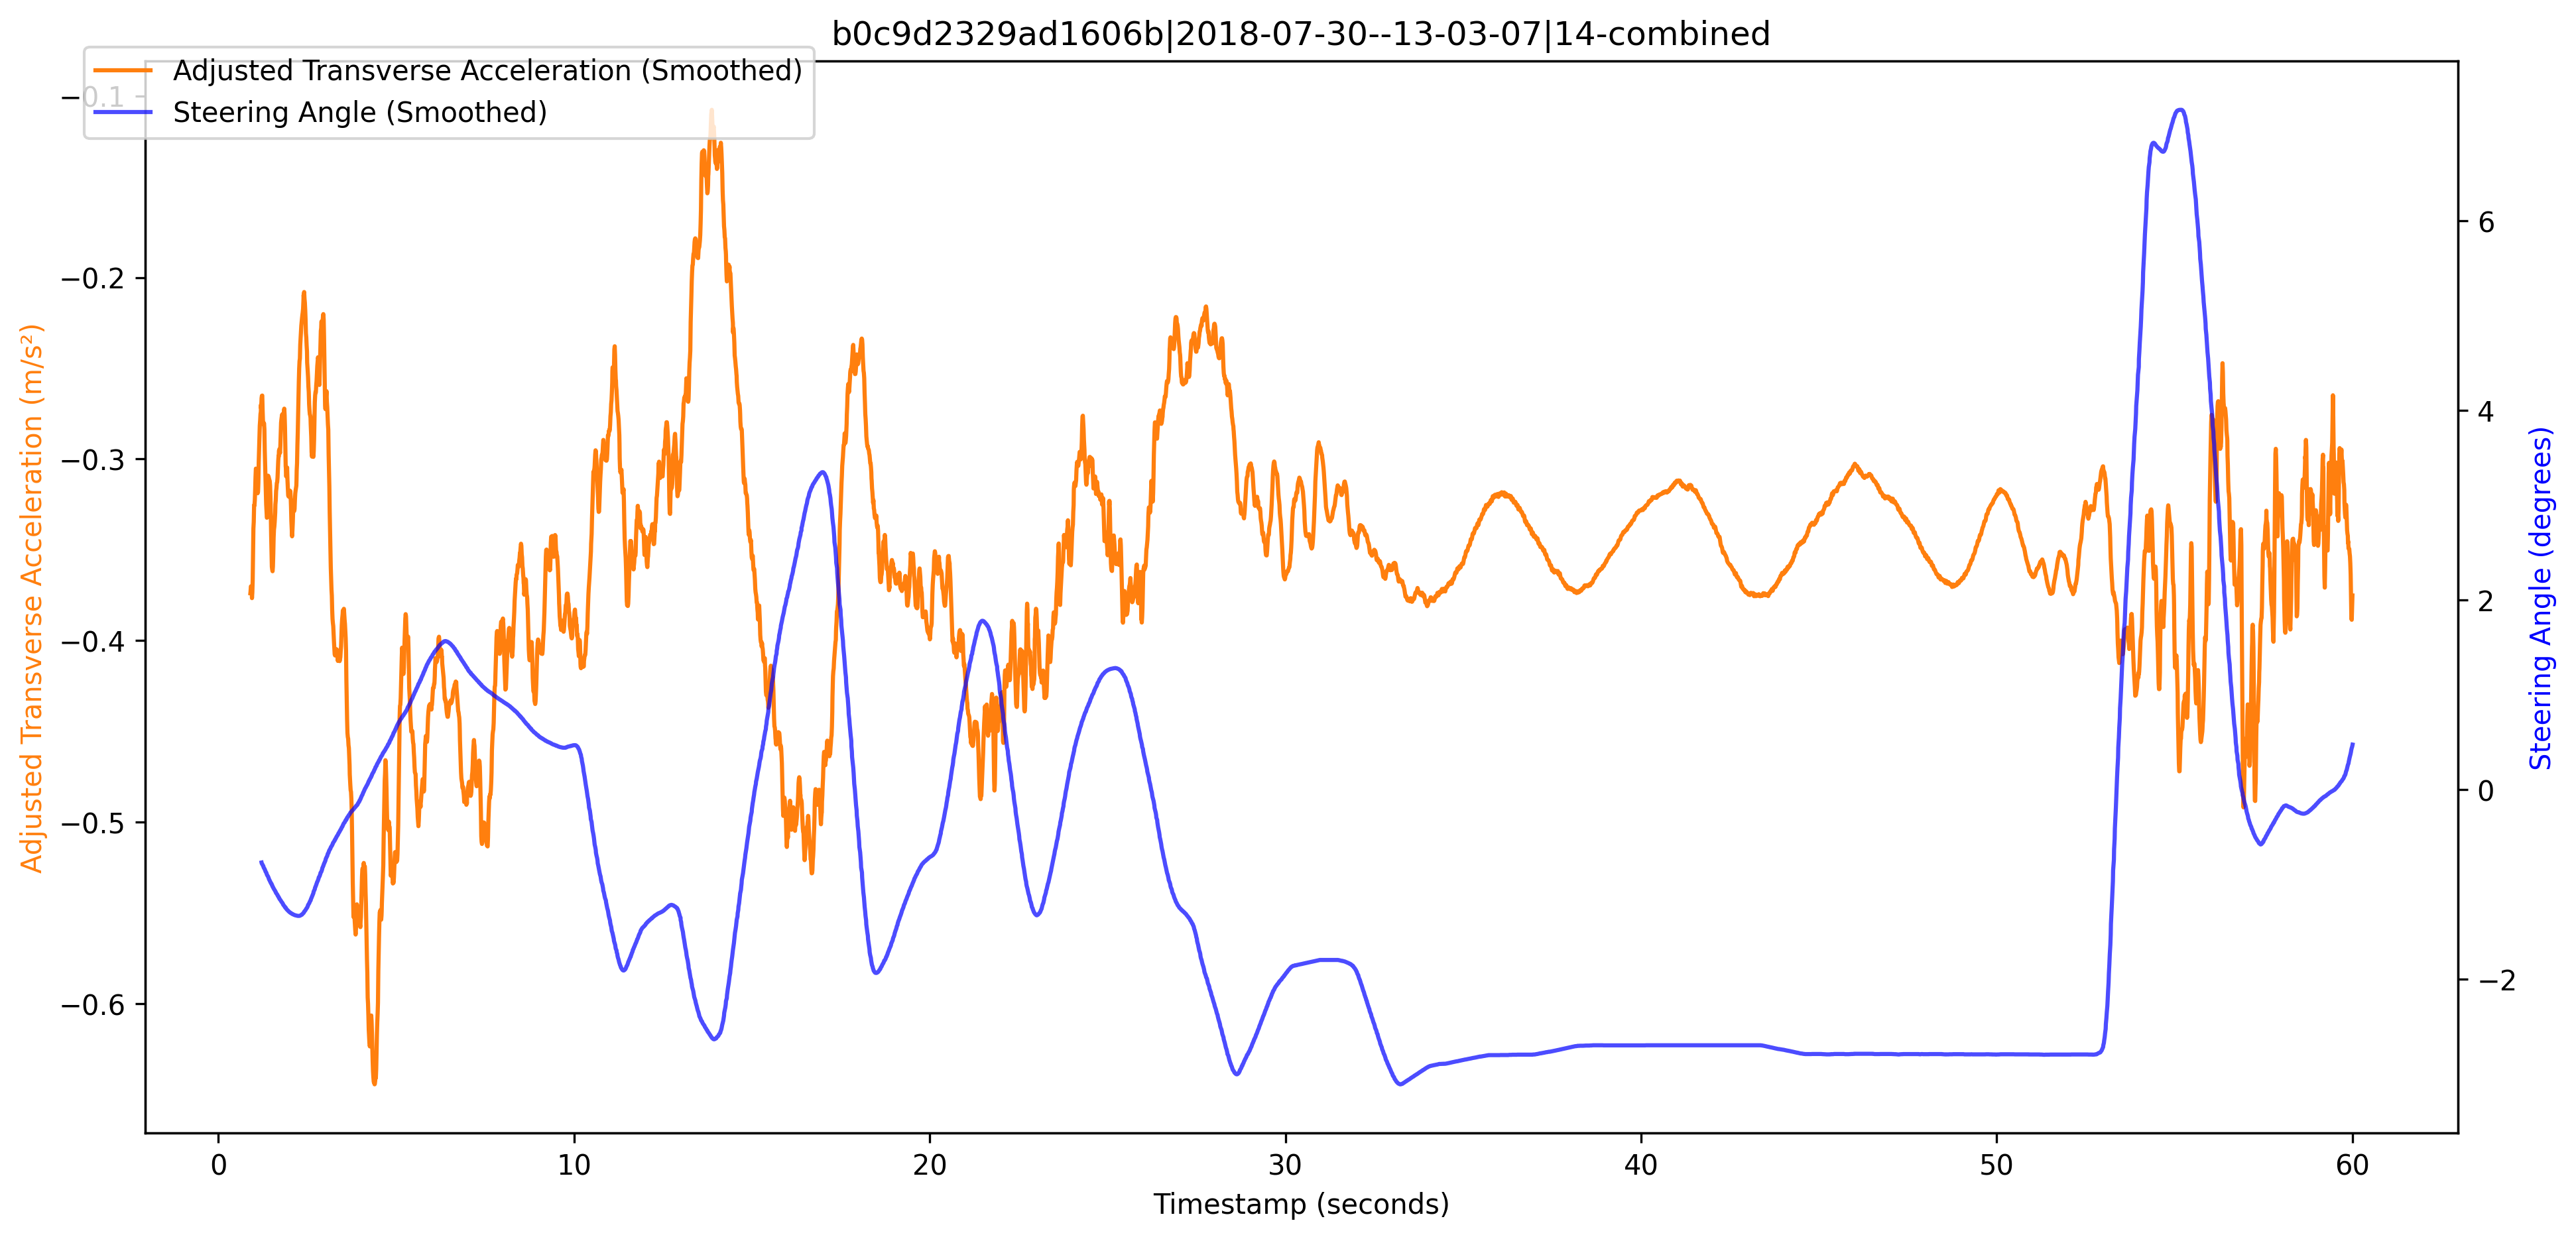 b0c9d2329ad1606b|2018-07-30--13-03-07|14-combined
Adjusted Transverse Acceleration (Smoothed)
Steering Angle (Smoothed)
Adjusted Transverse Acceleration (m/s²)
−0.1
−0.2
−0.3
−0.4
−0.5
−0.6
6
4
2
0
−2
Steering Angle (degrees)
0 10 20 30 40 50 60
Timestamp (seconds)